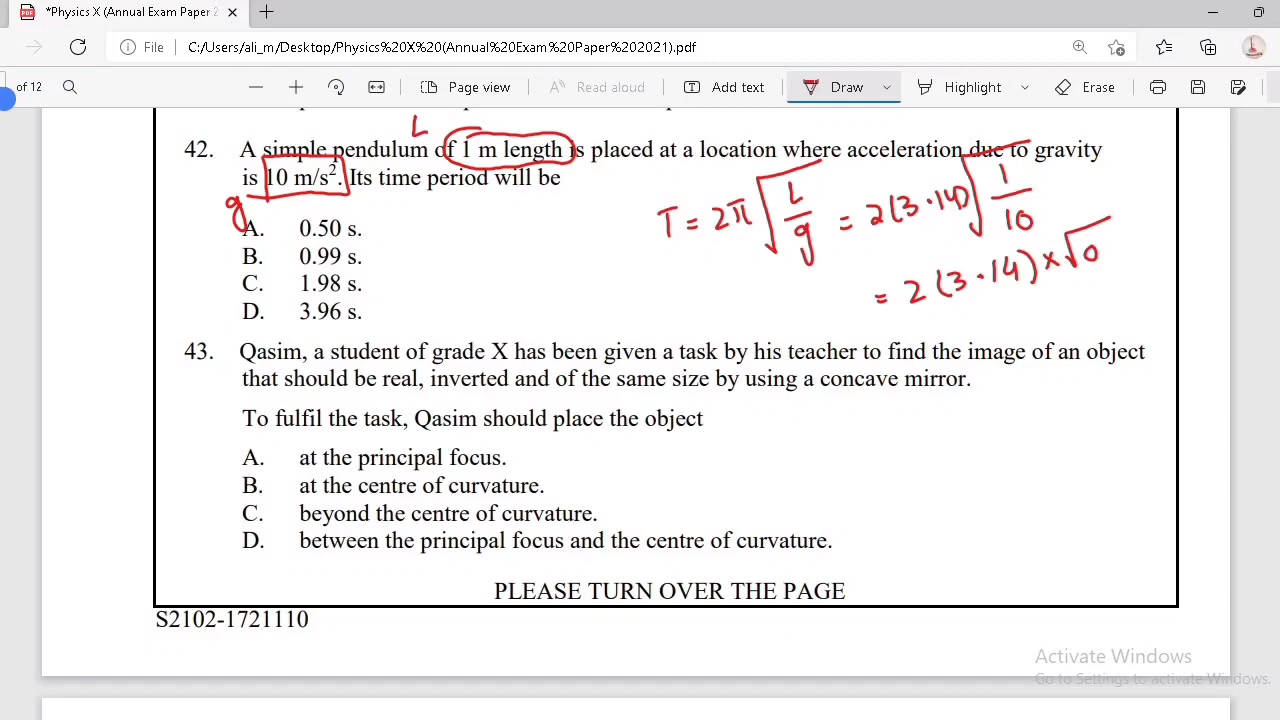 *Physics X (Annual Exam Paper 2
File C:/Users/ali_m/Desktop/Physics%20X%20(Annual%20Exam%20Paper%202021).pdf
of 12 Page view Read aloud Add text Draw Highlight Erase
L
42. A simple pendulum of 1 m length is placed at a location where acceleration due to gravity
is 10 m/s². Its time period will be
g
T = 2π √(L/g) = 2(3.14) √(1/10)
= 2(3.14) × √0
A. 0.50 s.
B. 0.99 s.
C. 1.98 s.
D. 3.96 s.
43. Qasim, a student of grade X has been given a task by his teacher to find the image of an object
that should be real, inverted and of the same size by using a concave mirror.
To fulfil the task, Qasim should place the object
A. at the principal focus.
B. at the centre of curvature.
C. beyond the centre of curvature.
D. between the principal focus and the centre of curvature.
PLEASE TURN OVER THE PAGE
S2102-1721110
Activate Windows
Go to Settings to activate Windows.